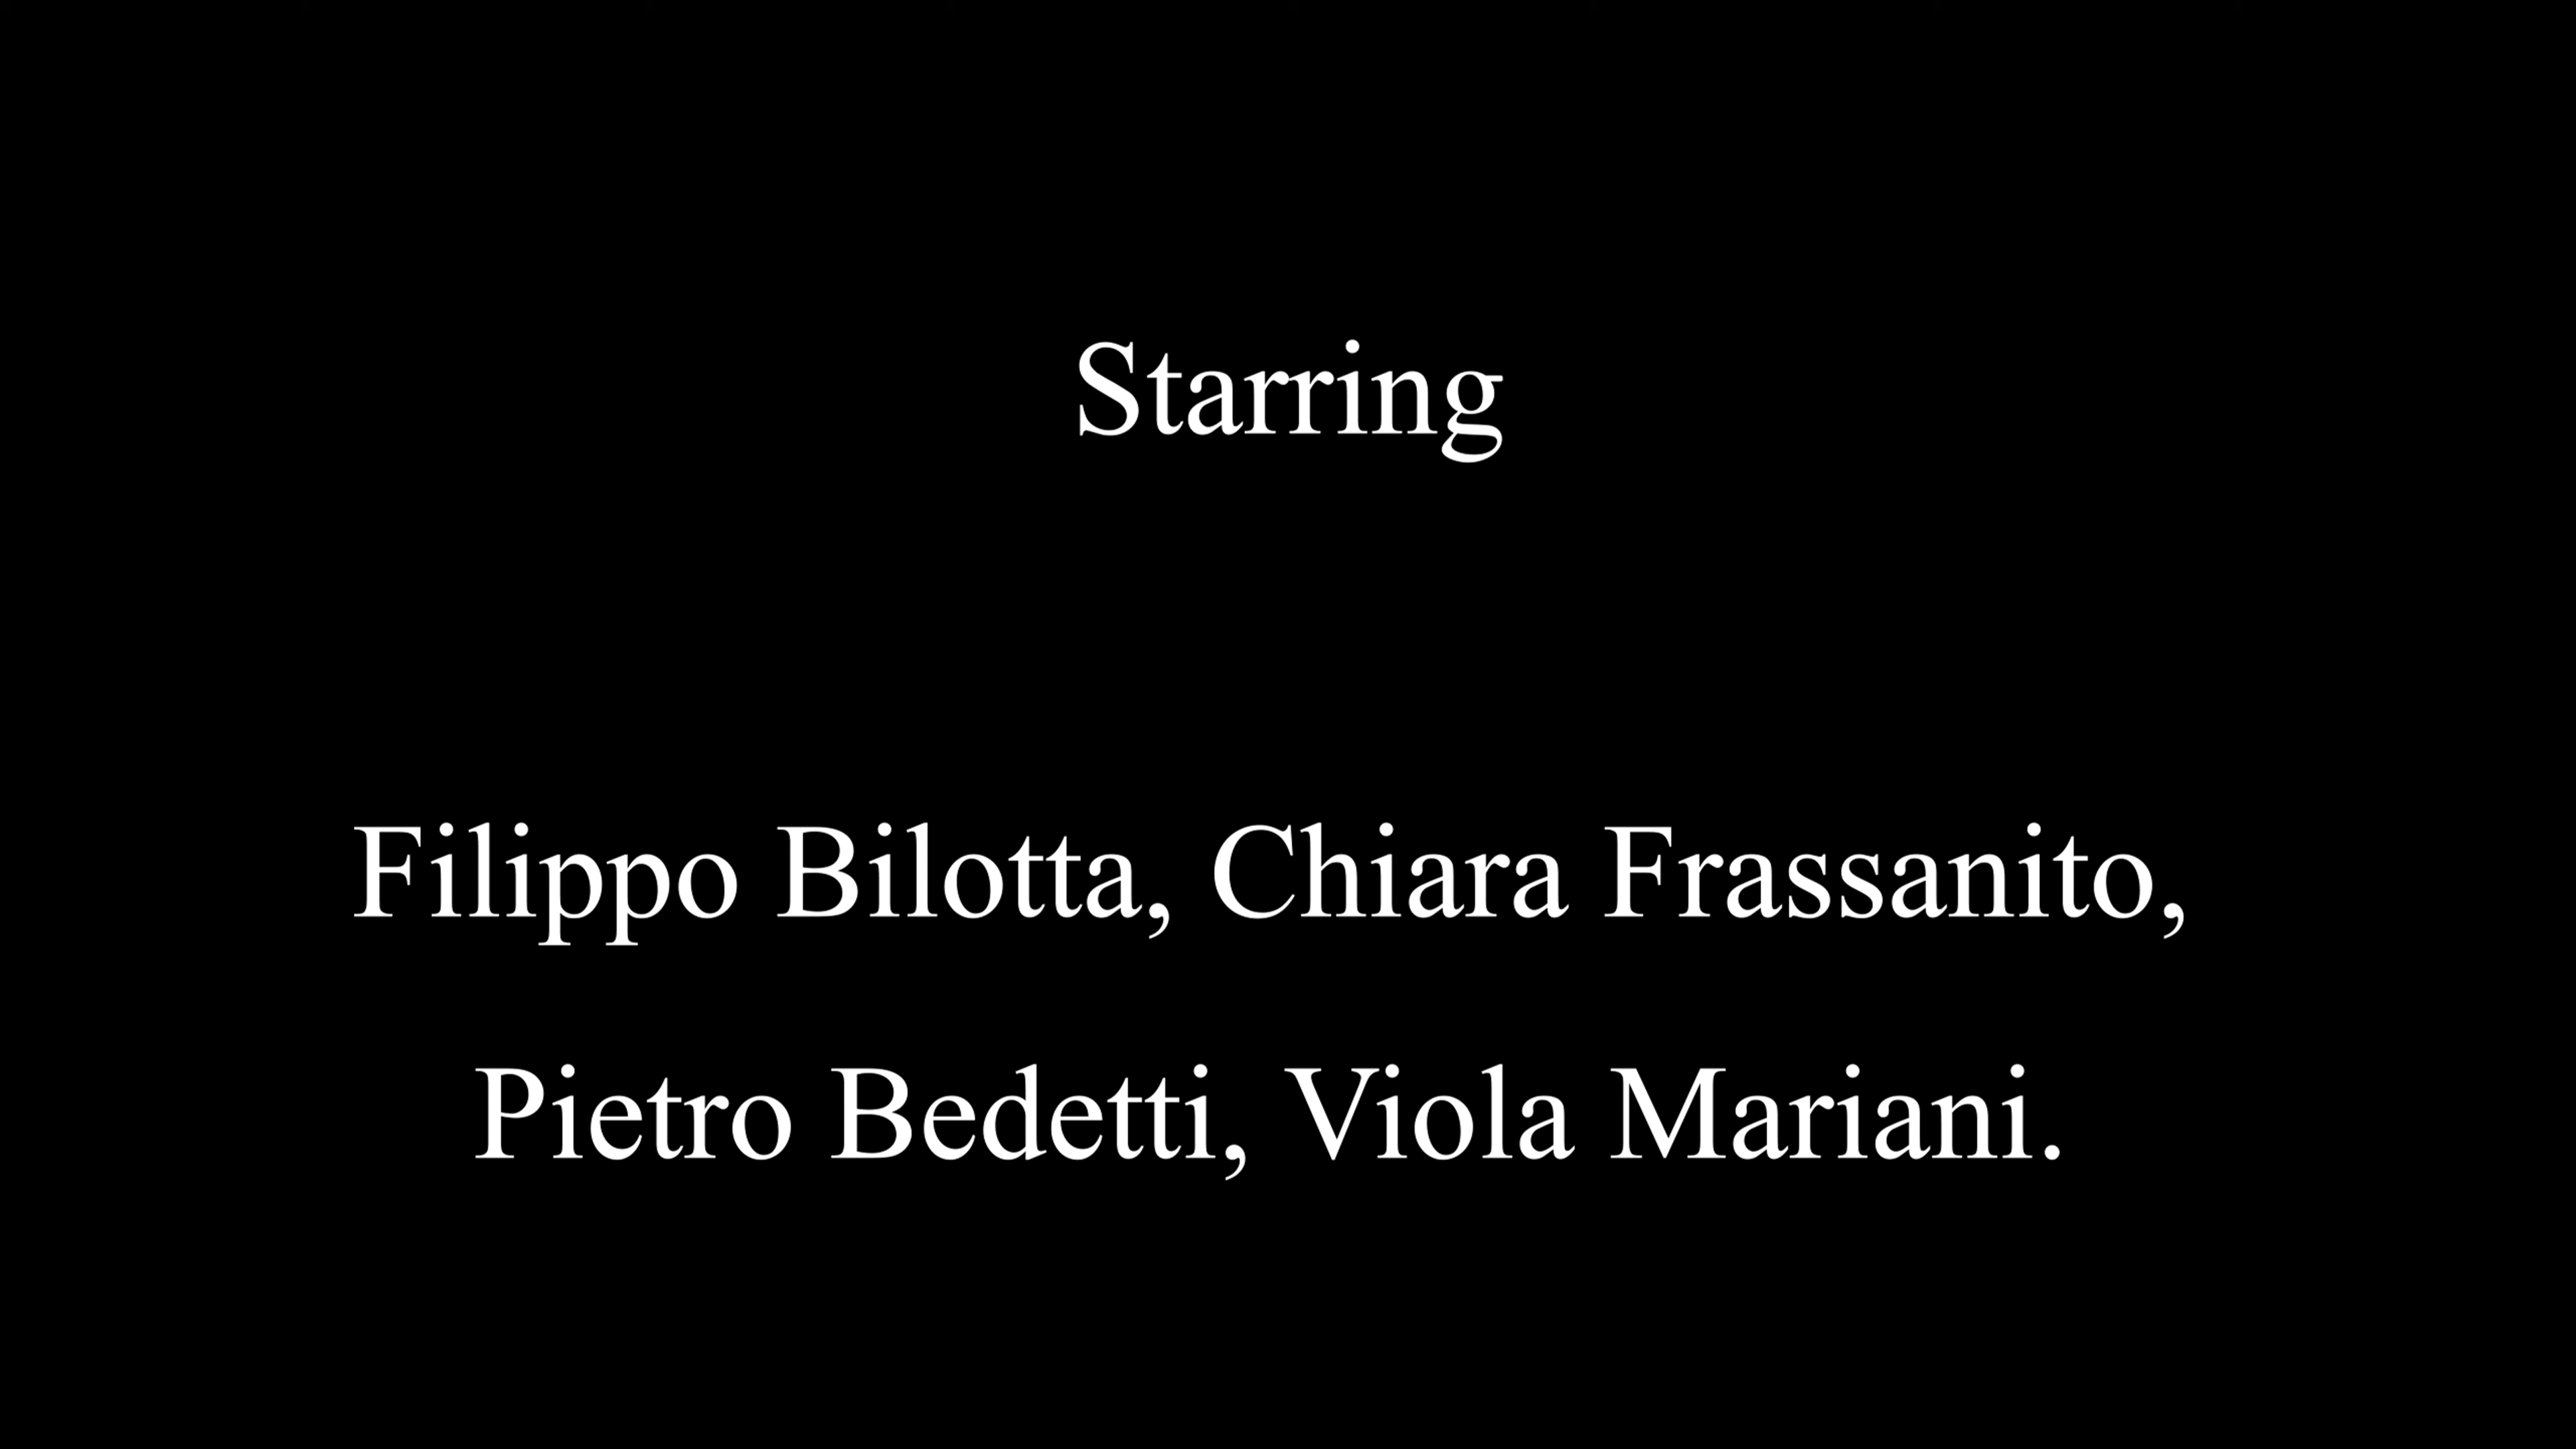 Starring
Filippo Bilotta, Chiara Frassanito,
Pietro Bedetti, Viola Mariani.